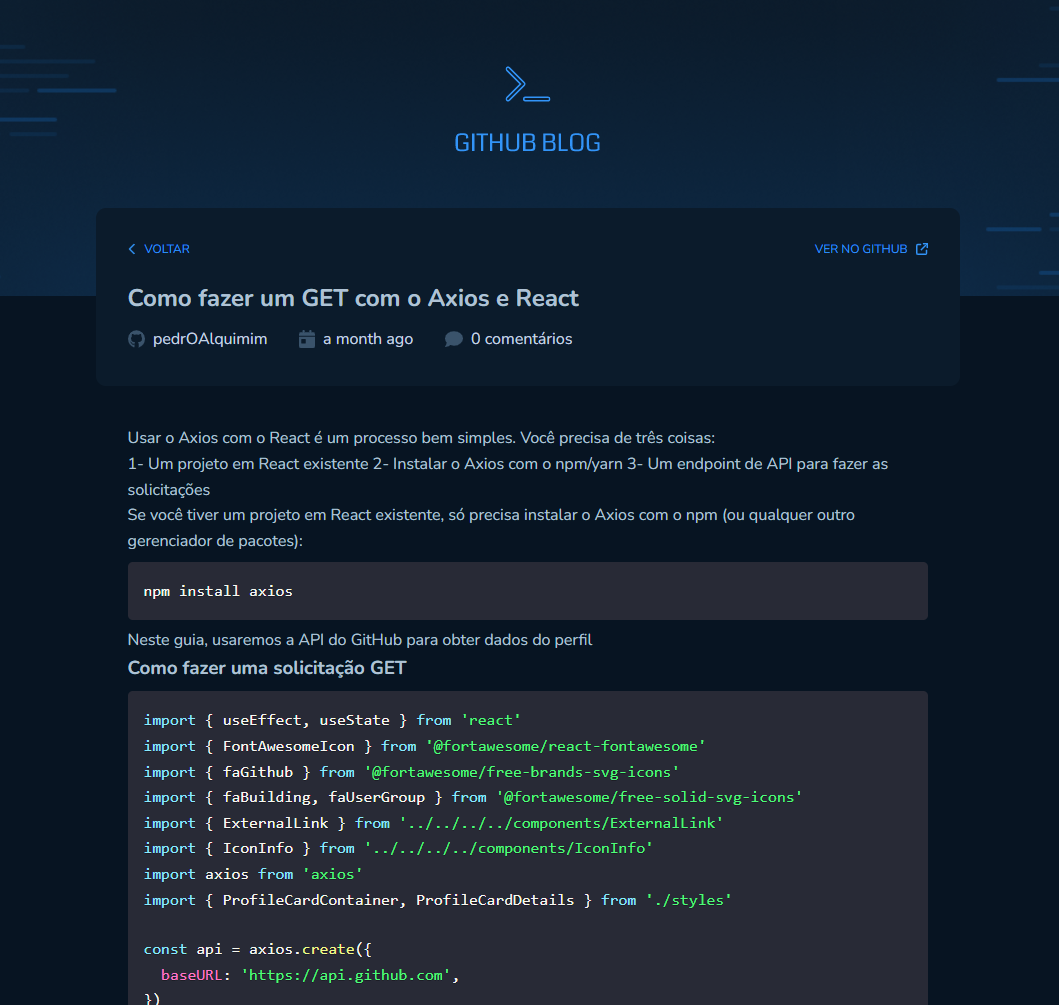 GITHUB BLOG
VOLTAR
VER NO GITHUB
Como fazer um GET com o Axios e React
pedrOAlquimim
a month ago
0 comentários
Usar o Axios com o React é um processo bem simples. Você precisa de três coisas:
1- Um projeto em React existente 2- Instalar o Axios com o npm/yarn 3- Um endpoint de API para fazer as
solicitações
Se você tiver um projeto em React existente, só precisa instalar o Axios com o npm (ou qualquer outro
gerenciador de pacotes):
npm install axios
Neste guia, usaremos a API do GitHub para obter dados do perfil
Como fazer uma solicitação GET
import { useEffect, useState } from 'react'
import { FontAwesomeIcon } from '@fortawesome/react-fontawesome'
import { faGithub } from '@fortawesome/free-brands-svg-icons'
import { faBuilding, faUserGroup } from '@fortawesome/free-solid-svg-icons'
import { ExternalLink } from '../../../../components/ExternalLink'
import { IconInfo } from '../../../../components/IconInfo'
import axios from 'axios'
import { ProfileCardContainer, ProfileCardDetails } from './styles'
const api = axios.create({
baseURL: 'https://api.github.com',
})